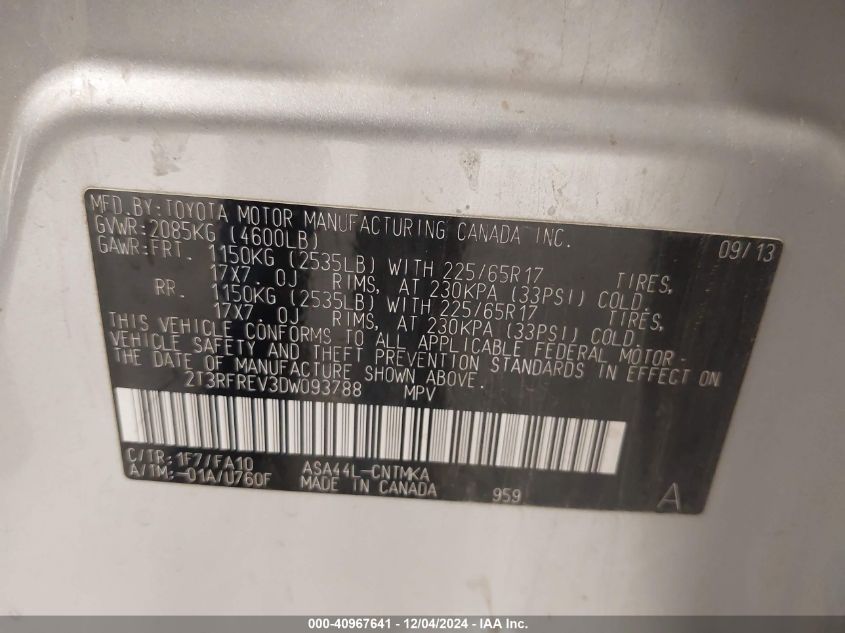 MFD.BY:TOYOTA MOTOR MANUFACTURING CANADA INC. 09/13
GVWR:2085KG (4600LB)
GAWR:FRT. 1150KG (2535LB) WITH 225/65R17 TIRES,
17X7.0J RIMS, AT 230KPA (33PSI) COLD.
RR. 1150KG (2535LB) WITH 225/65R17 TIRES,
17X7 0J RIMS, AT 230KPA (33PSI) COLD.
THIS VEHICLE CONFORMS TO ALL APPLICABLE FEDERAL MOTOR-
VEHICLE SAFETY AND THEFT PREVENTION STANDARDS IN EFFECT ON
THE DATE OF MANUFACTURE SHOWN ABOVE.
2T3RFREV3DW093788 MPV
C/TR:1F7/FA10 ASA44L-CNTMKA
A/TM:-01A/U760F MADE IN CANADA 959 A
000-40967641 - 12/04/2024 - IAA Inc.